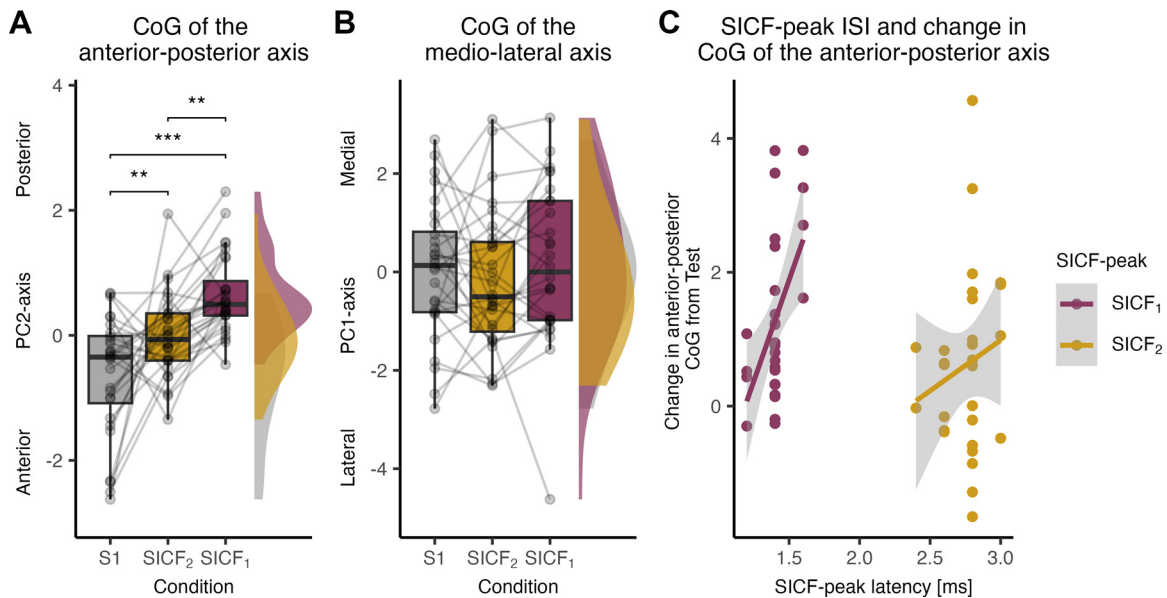 A
CoG of the
anterior-posterior axis
4
2
0
-2
Posterior
PC2-axis
Anterior
**
***
**
S1
SICF2
SICF1
Condition
B
CoG of the
medio-lateral axis
2
0
-2
-4
Medial
PC1-axis
Lateral
S1
SICF2
SICF1
Condition
C
SICF-peak ISI and change in
CoG of the anterior-posterior axis
4
2
0
Change in anterior-posterior
CoG from Test
1.5
2.0
2.5
3.0
SICF-peak latency [ms]
SICF-peak
SICF1
SICF2